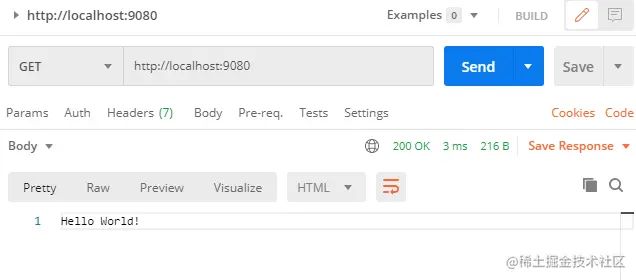 http://localhost:9080 Examples 0 BUILD
GET http://localhost:9080 Send Save
Params Auth Headers (7) Body Pre-req. Tests Settings Cookies Code
Body 200 OK 3 ms 216 B Save Response
Pretty Raw Preview Visualize HTML
1 Hello World!
@稀土掘金技术社区